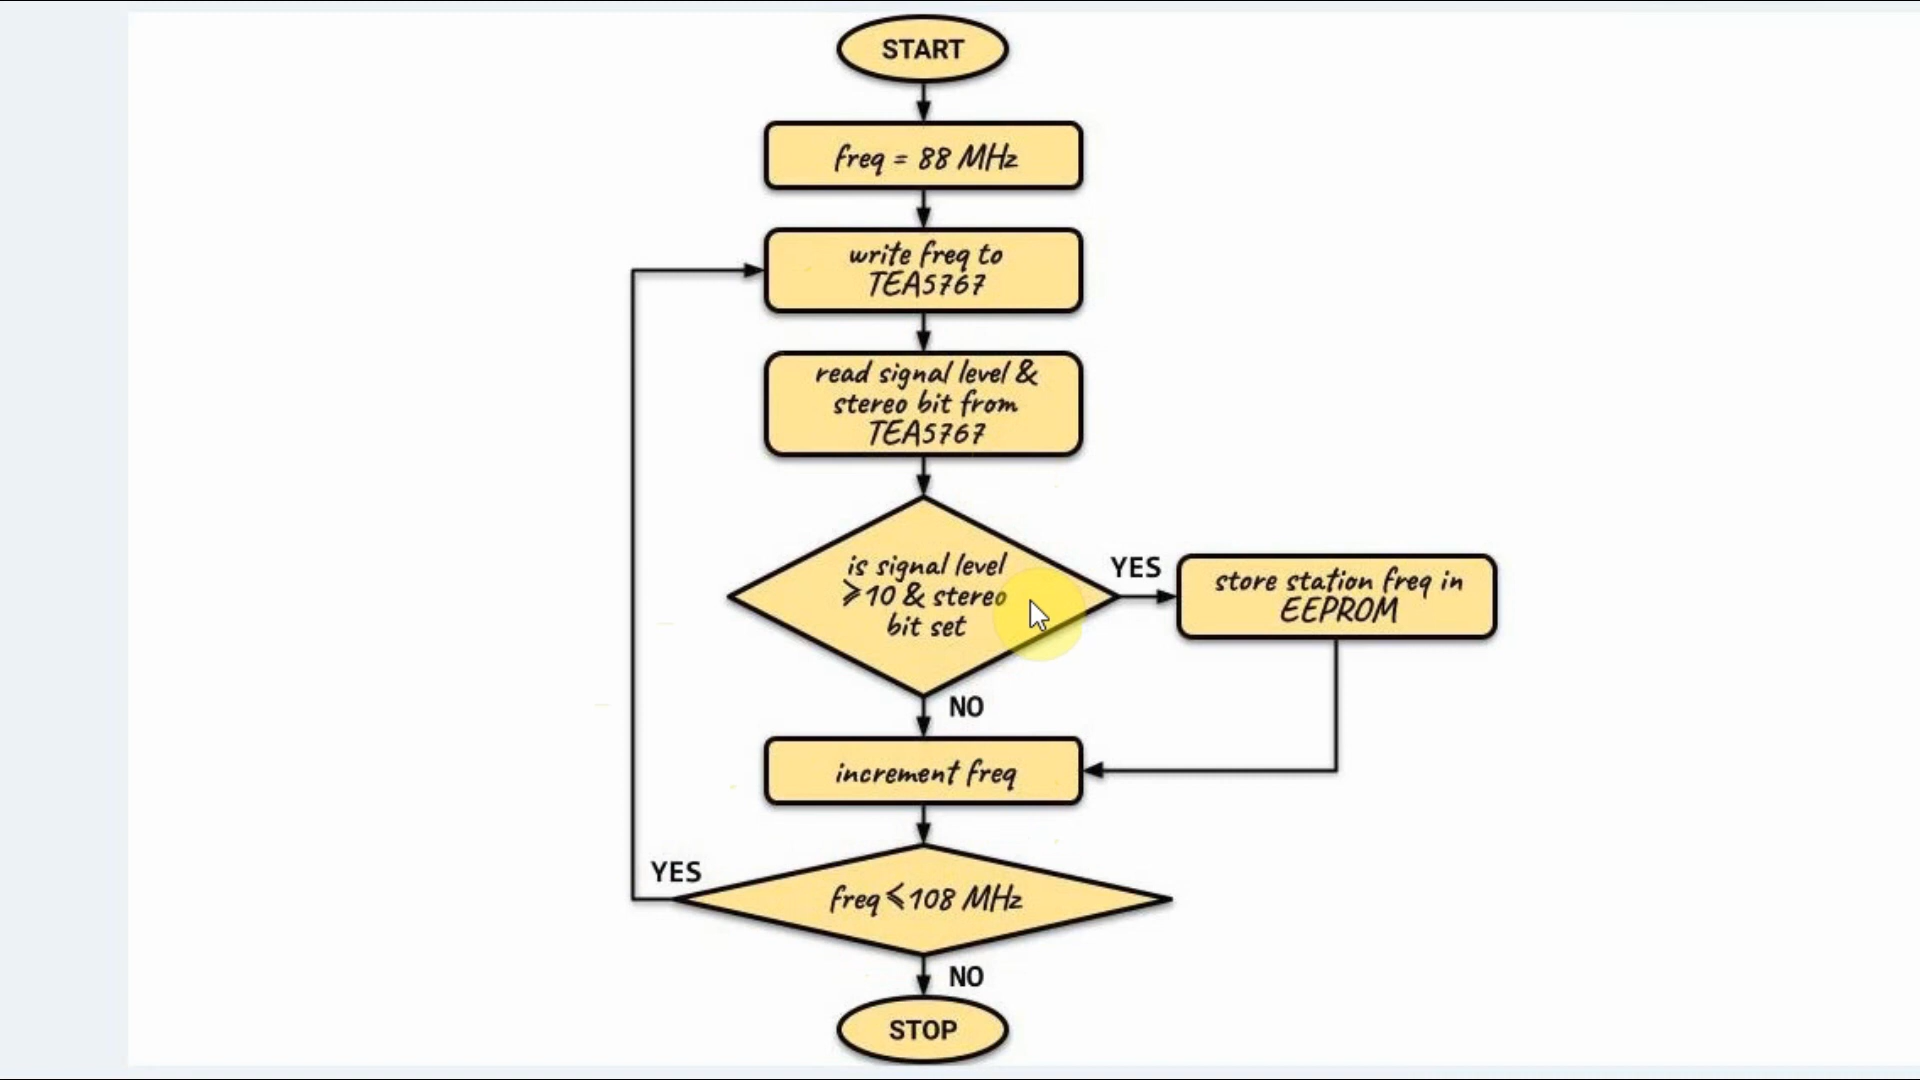 START
freq = 88 MHz
write freq to
TEA5767
read signal level &
stereo bit from
TEA5767
is signal level
⩾10 & stereo
bit set
YES
store station freq in
EEPROM
NO
increment freq
YES
freq⩽108 MHz
NO
STOP